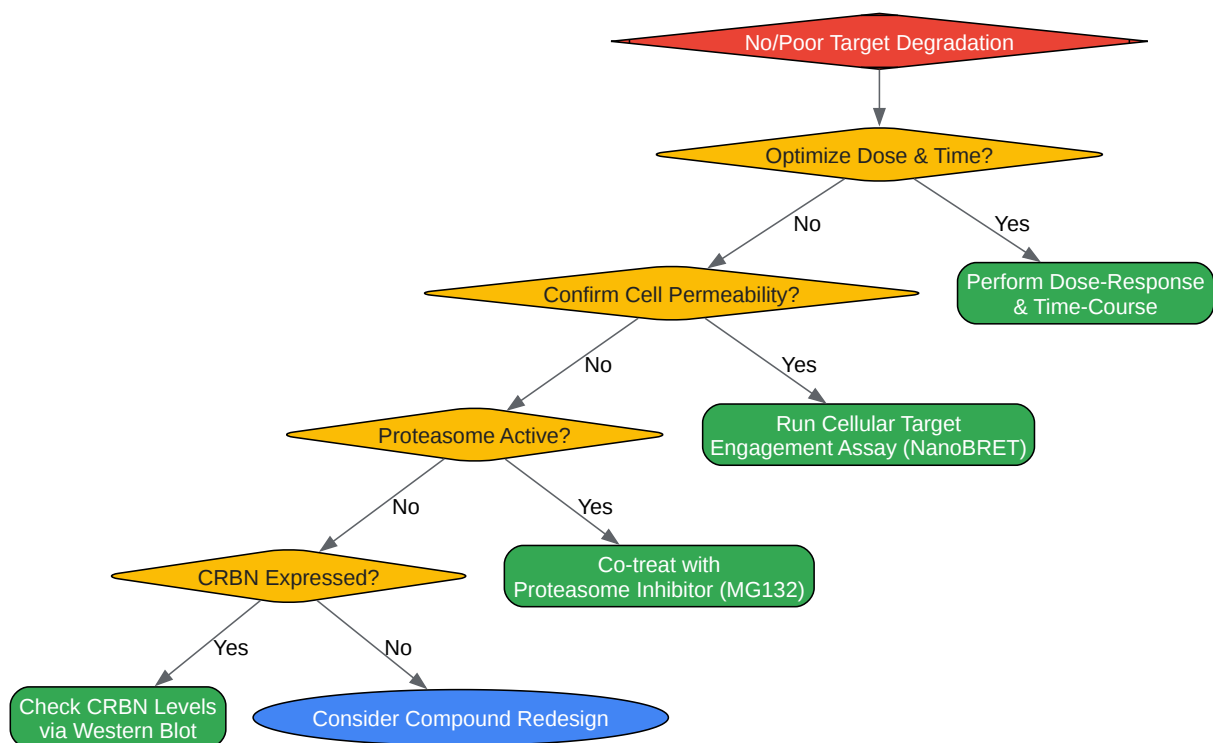 No/Poor Target Degradation
Optimize Dose & Time?
No
Yes
Perform Dose-Response
& Time-Course
Confirm Cell Permeability?
No
Yes
Run Cellular Target
Engagement Assay (NanoBRET)
Proteasome Active?
No
Yes
Co-treat with
Proteasome Inhibitor (MG132)
CRBN Expressed?
Yes
No
Check CRBN Levels
via Western Blot
Consider Compound Redesign